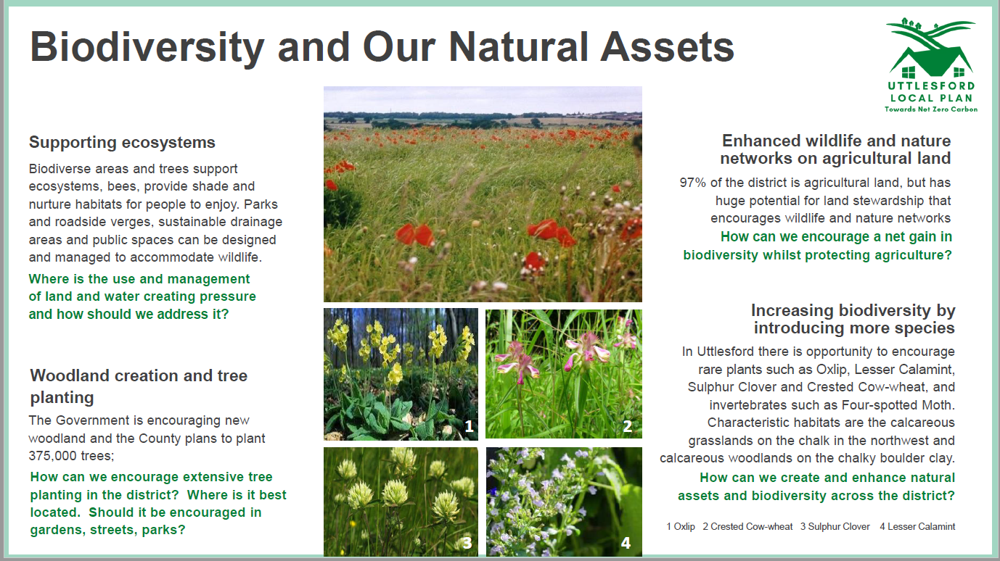 Biodiversity and Our Natural Assets
UTTLESFORD
LOCAL PLAN
Towards Net Zero Carbon
Supporting ecosystems
Biodiverse areas and trees support
ecosystems, bees, provide shade and
nurture habitats for people to enjoy. Parks
and roadside verges, sustainable drainage
areas and public spaces can be designed
and managed to accommodate wildlife.
Where is the use and management
of land and water creating pressure
and how should we address it?
Woodland creation and tree
planting
The Government is encouraging new
woodland and the County plans to plant
375,000 trees;
How can we encourage extensive tree
planting in the district?  Where is it best
located.  Should it be encouraged in
gardens, streets, parks?
1
2
3
4
Enhanced wildlife and nature
networks on agricultural land
97% of the district is agricultural land, but has
huge potential for land stewardship that
encourages wildlife and nature networks
How can we encourage a net gain in
biodiversity whilst protecting agriculture?
Increasing biodiversity by
introducing more species
In Uttlesford there is opportunity to encourage
rare plants such as Oxlip, Lesser Calamint,
Sulphur Clover and Crested Cow-wheat, and
invertebrates such as Four-spotted Moth.
Characteristic habitats are the calcareous
grasslands on the chalk in the northwest and
calcareous woodlands on the chalky boulder clay.
How can we create and enhance natural
assets and biodiversity across the district?
1 Oxlip   2 Crested Cow-wheat   3 Sulphur Clover   4 Lesser Calamint